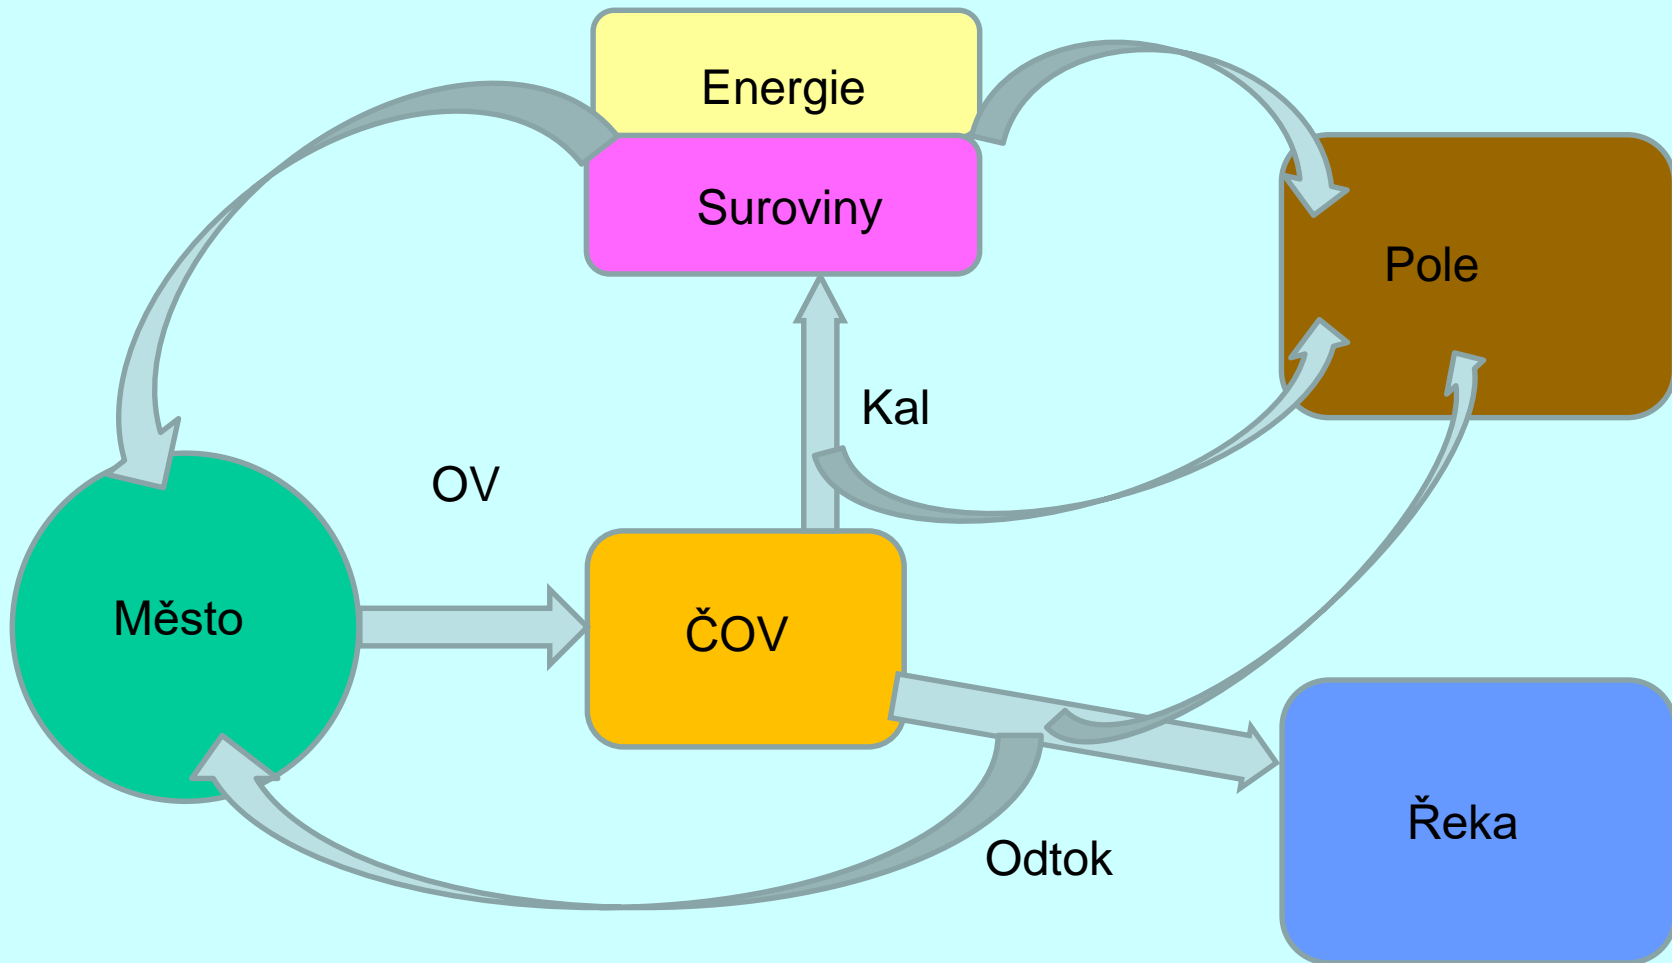 Energie
Suroviny
Pole
Kal
OV
Město
ČOV
Řeka
Odtok